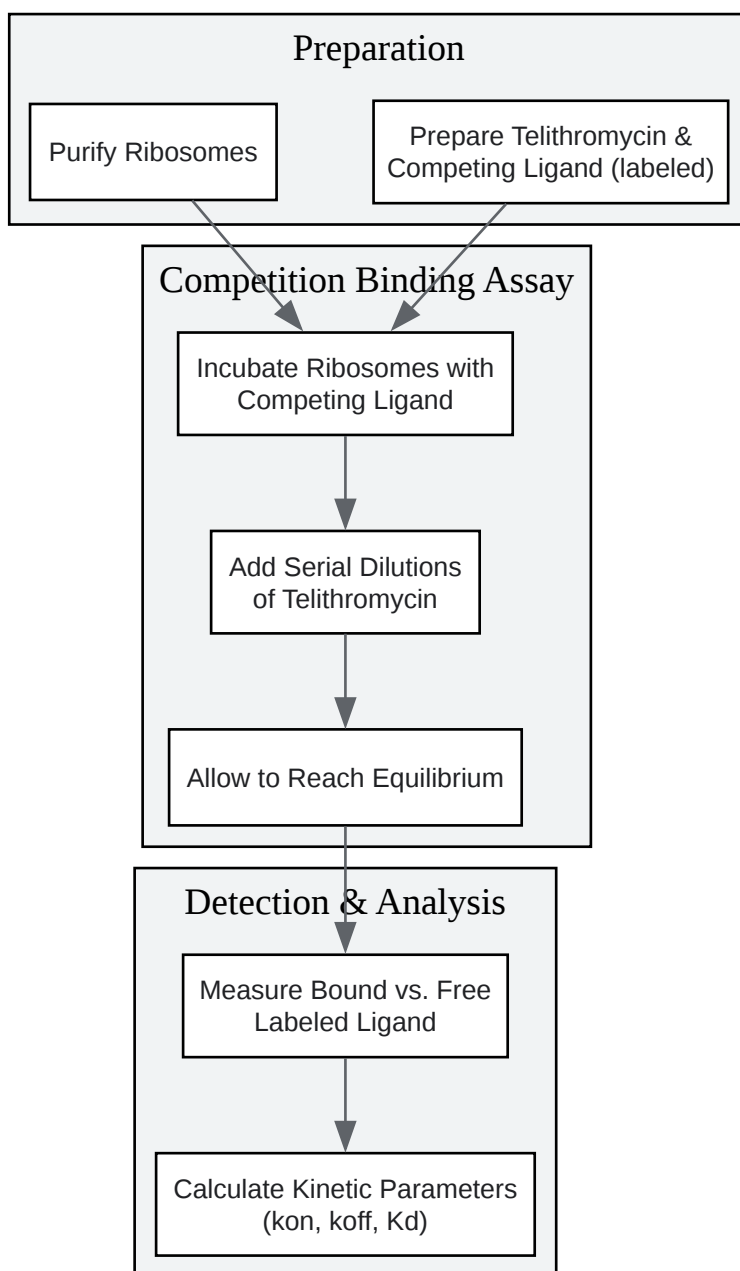 Preparation
Purify Ribosomes
Prepare Telithromycin &
Competing Ligand (labeled)
Competition Binding Assay
Incubate Ribosomes with
Competing Ligand
Add Serial Dilutions
of Telithromycin
Allow to Reach Equilibrium
Detection & Analysis
Measure Bound vs. Free
Labeled Ligand
Calculate Kinetic Parameters
(kon, koff, Kd)